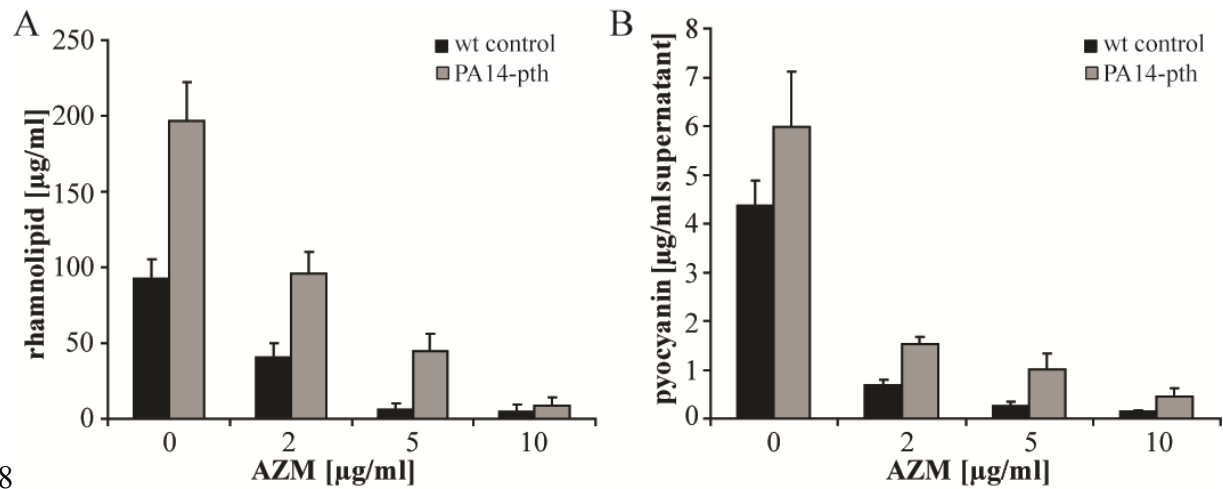 A
250
200
150
100
50
0
rhamnolipid [µg/ml]
wt control
PA14-pth
0 2 5 10
AZM [µg/ml]
B
8
7
6
5
4
3
2
1
0
pyocyanin [µg/ml supernatant]
wt control
PA14-pth
0 2 5 10
AZM [µg/ml]
8